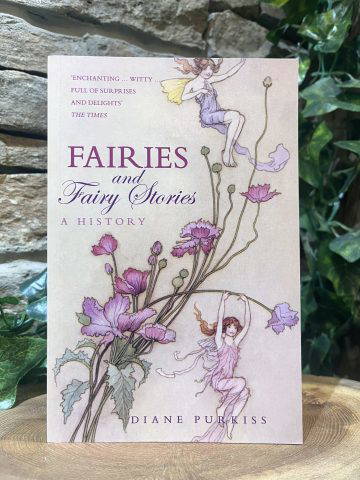 'ENCHANTING ... WITTY ...
FULL OF SURPRISES
AND DELIGHTS'
THE TIMES
FAIRIES
and
Fairy Stories
A HISTORY
DIANE PURKISS